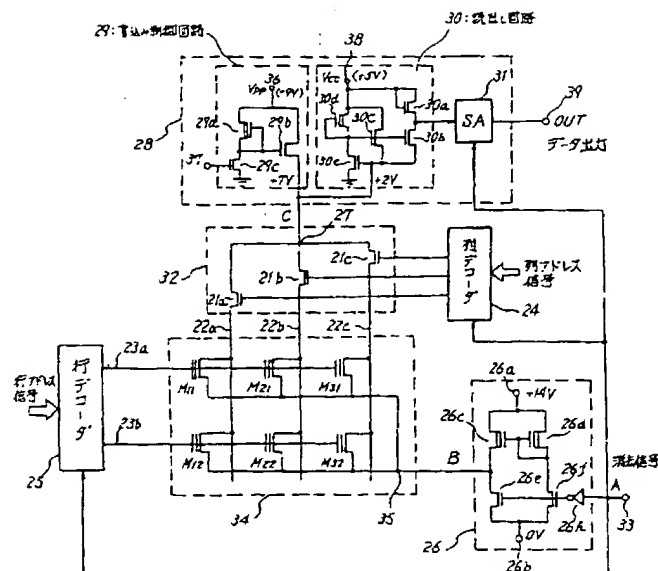 29:書込み制御回路
30:読出し回路
38
36
Vpp
(+9V)
Vcc
(+5V)
31
39
29d
29b
30d
30c
30a
SA
OUT
データ出力
28
37
29c
30e
30b
+7V
+2V
C
27
32
21c
21b
21a
列デコーダ
列アドレス信号
24
22a
22b
22c
行アドレス信号
行デコーダ
23a
M11
M21
M31
26a
+14V
26c
26d
23b
M12
M22
M32
B
消去信号
25
26e
26f
A
35
26h
33
34
26
0V
26b